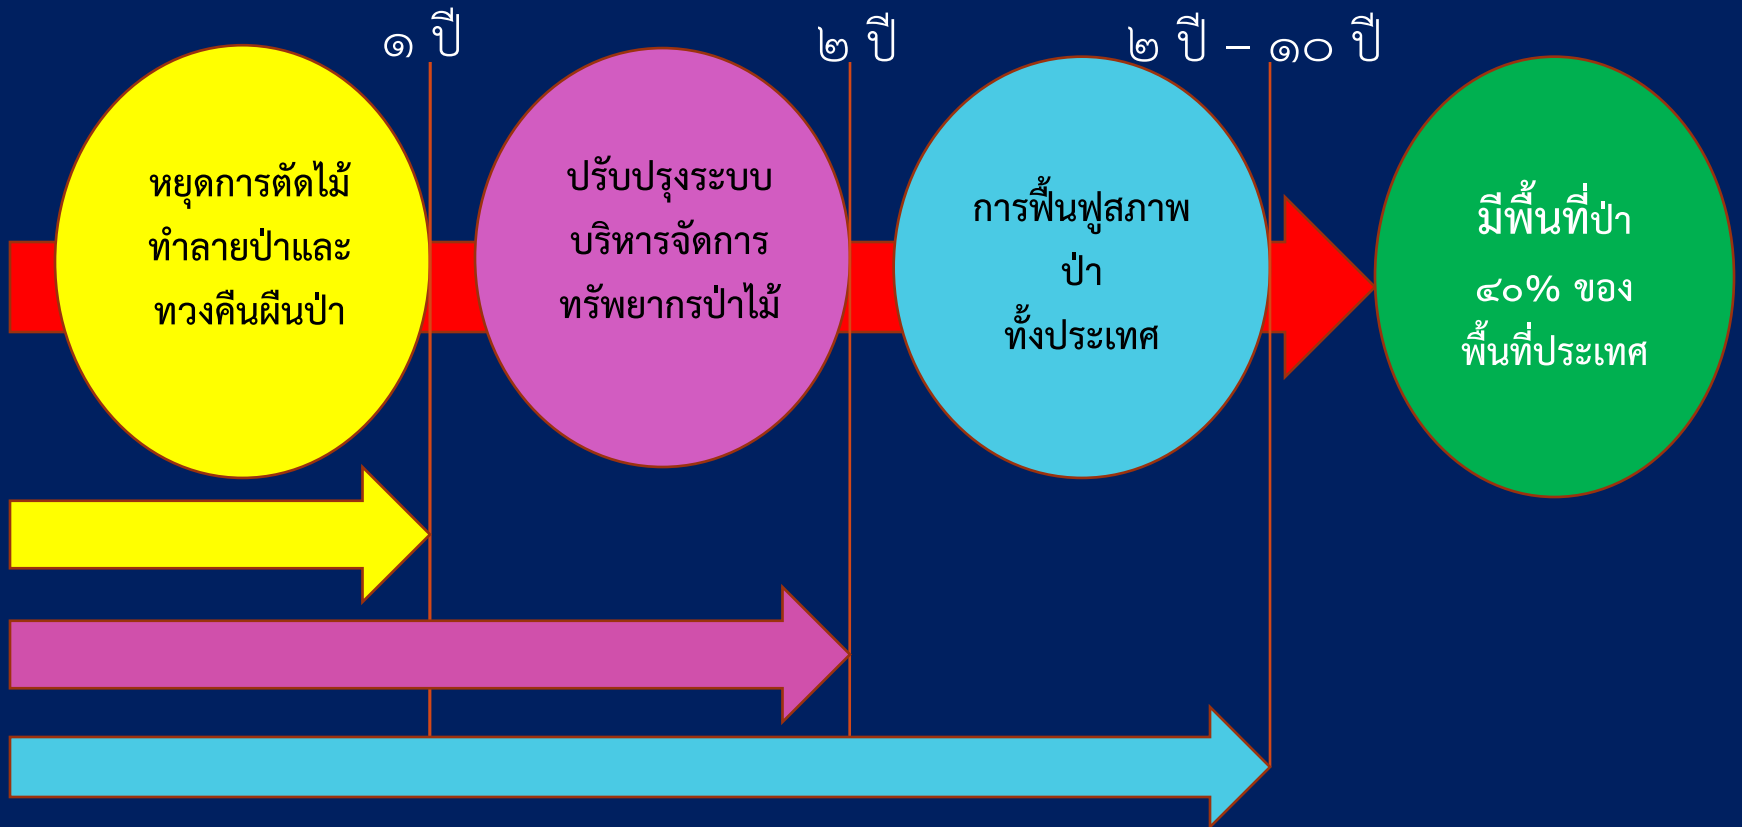 ๑ ปี
๒ ปี
๒ ปี – ๑๐ ปี
หยุดการตัดไม้
ทำลายป่าและ
ทวงคืนผืนป่า
ปรับปรุงระบบ
บริหารจัดการ
ทรัพยากรป่าไม้
การฟื้นฟูสภาพ
ป่า
ทั้งประเทศ
มีพื้นที่ป่า
๔๐% ของ
พื้นที่ประเทศ